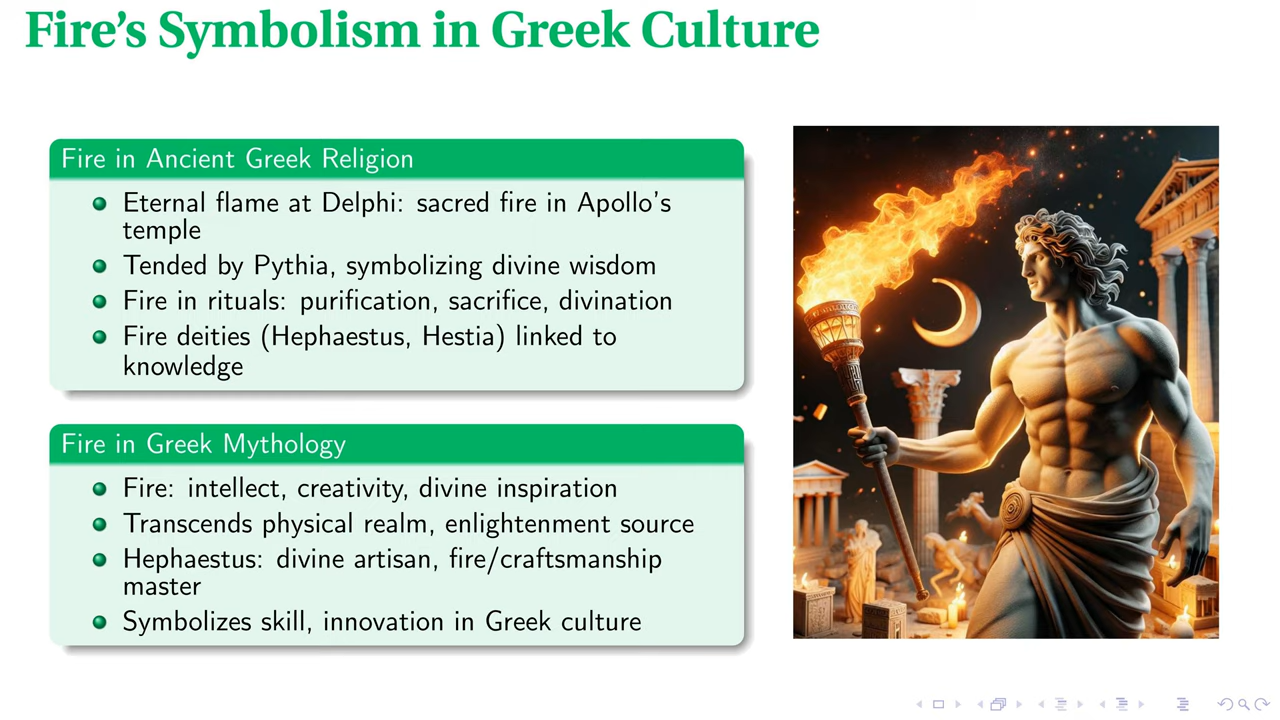 Fire's Symbolism in Greek Culture
Fire in Ancient Greek Religion
Eternal flame at Delphi: sacred fire in Apollo's
temple
Tended by Pythia, symbolizing divine wisdom
Fire in rituals: purification, sacrifice, divination
Fire deities (Hephaestus, Hestia) linked to
knowledge
Fire in Greek Mythology
Fire: intellect, creativity, divine inspiration
Transcends physical realm, enlightenment source
Hephaestus: divine artisan, fire/craftsmanship
master
Symbolizes skill, innovation in Greek culture